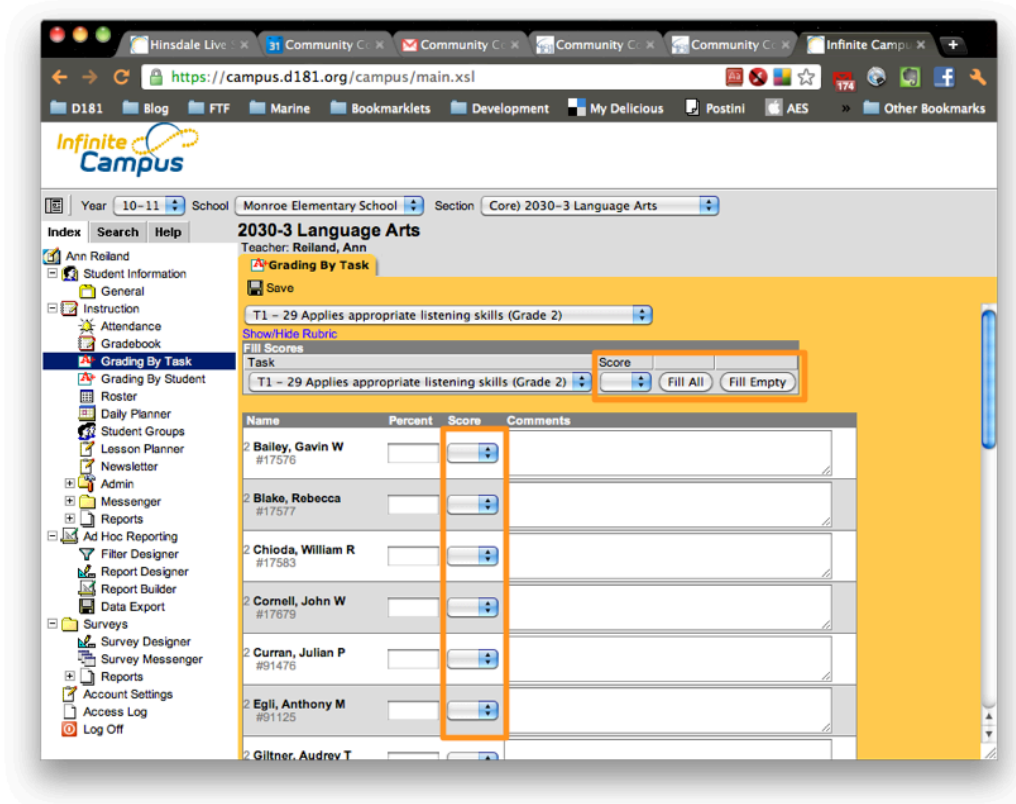 Hinsdale Live S
31 Community Co
Community Co
Community Co
Community Co
Infinite Campu
https://campus.d181.org/campus/main.xsl
174
D181 Blog FTF Marine Bookmarklets Development My Delicious Postini AES » Other Bookmarks
Infinite
Campus
Year 10-11 School Monroe Elementary School Section Core) 2030-3 Language Arts
Index Search Help
Ann Reiland
Student Information
General
Instruction
Attendance
Gradebook
Grading By Task
Grading By Student
Roster
Daily Planner
Student Groups
Lesson Planner
Newsletter
Admin
Messenger
Reports
Ad Hoc Reporting
Filter Designer
Report Designer
Report Builder
Data Export
Surveys
Survey Designer
Survey Messenger
Reports
Account Settings
Access Log
Log Off
2030-3 Language Arts
Teacher: Reiland, Ann
Grading By Task
Save
T1 - 29 Applies appropriate listening skills (Grade 2)
Show/Hide Rubric
Fill Scores
Task Score
T1 - 29 Applies appropriate listening skills (Grade 2) Fill All Fill Empty
Name Percent Score Comments
2 Bailey, Gavin W
#17576
2 Blake, Rebecca
#17577
2 Chioda, William R
#17583
2 Cornell, John W
#17679
2 Curran, Julian P
#91476
2 Egli, Anthony M
#91125
2 Giltner, Audrey T